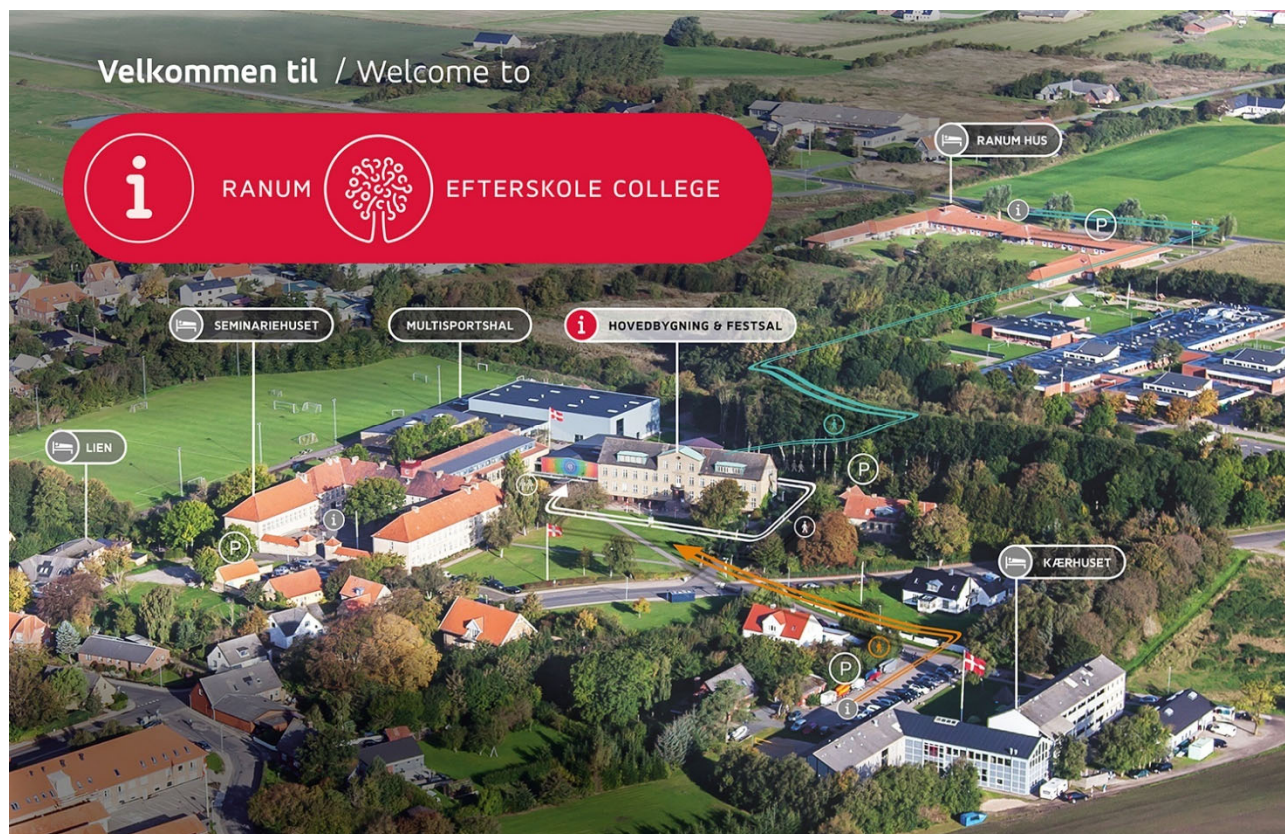 Velkommen til / Welcome to
i RANUM EFTERSKOLE COLLEGE
RANUM HUS
i
P
SEMINARIEHUSET
MULTISPORTSHAL
i HOVEDBYGNING & FESTSAL
LIEN
P
i
P
KÆRHUSET
P
i